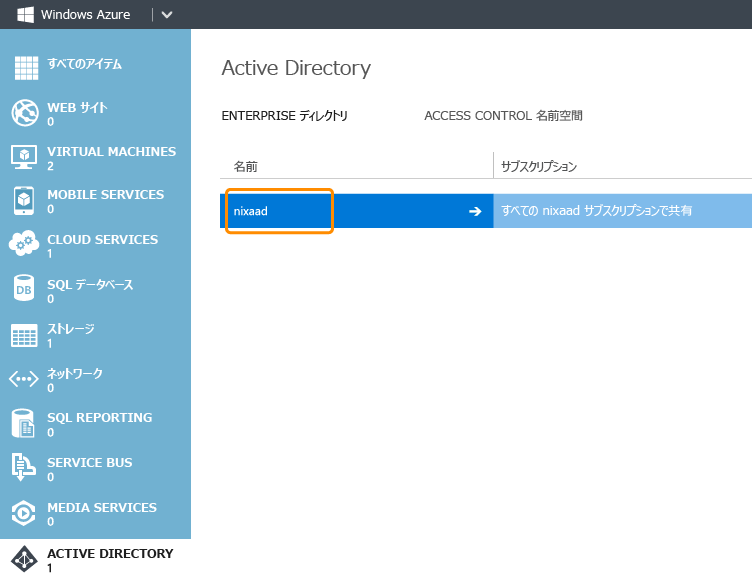 Windows Azure
すべてのアイテム
WEB サイト
0
VIRTUAL MACHINES
2
MOBILE SERVICES
0
CLOUD SERVICES
1
DB
SQL データベース
0
ストレージ
1
ネットワーク
0
SQL REPORTING
0
SERVICE BUS
0
MEDIA SERVICES
0
ACTIVE DIRECTORY
1
Active Directory
ENTERPRISE ディレクトリ ACCESS CONTROL 名前空間
名前 サブスクリプション
nixaad すべての nixaad サブスクリプションで共有